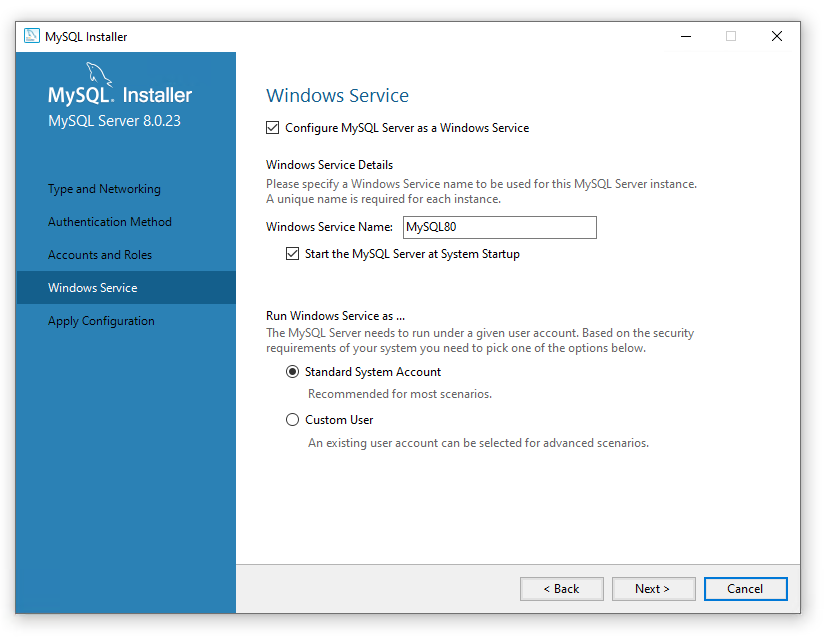 MySQL Installer
MySQL. Installer
MySQL Server 8.0.23
Type and Networking
Authentication Method
Accounts and Roles
Windows Service
Apply Configuration
Windows Service
Configure MySQL Server as a Windows Service
Windows Service Details
Please specify a Windows Service name to be used for this MySQL Server instance.
A unique name is required for each instance.
Windows Service Name: MySQL80
Start the MySQL Server at System Startup
Run Windows Service as ...
The MySQL Server needs to run under a given user account. Based on the security
requirements of your system you need to pick one of the options below.
Standard System Account
Recommended for most scenarios.
Custom User
An existing user account can be selected for advanced scenarios.
< Back Next > Cancel